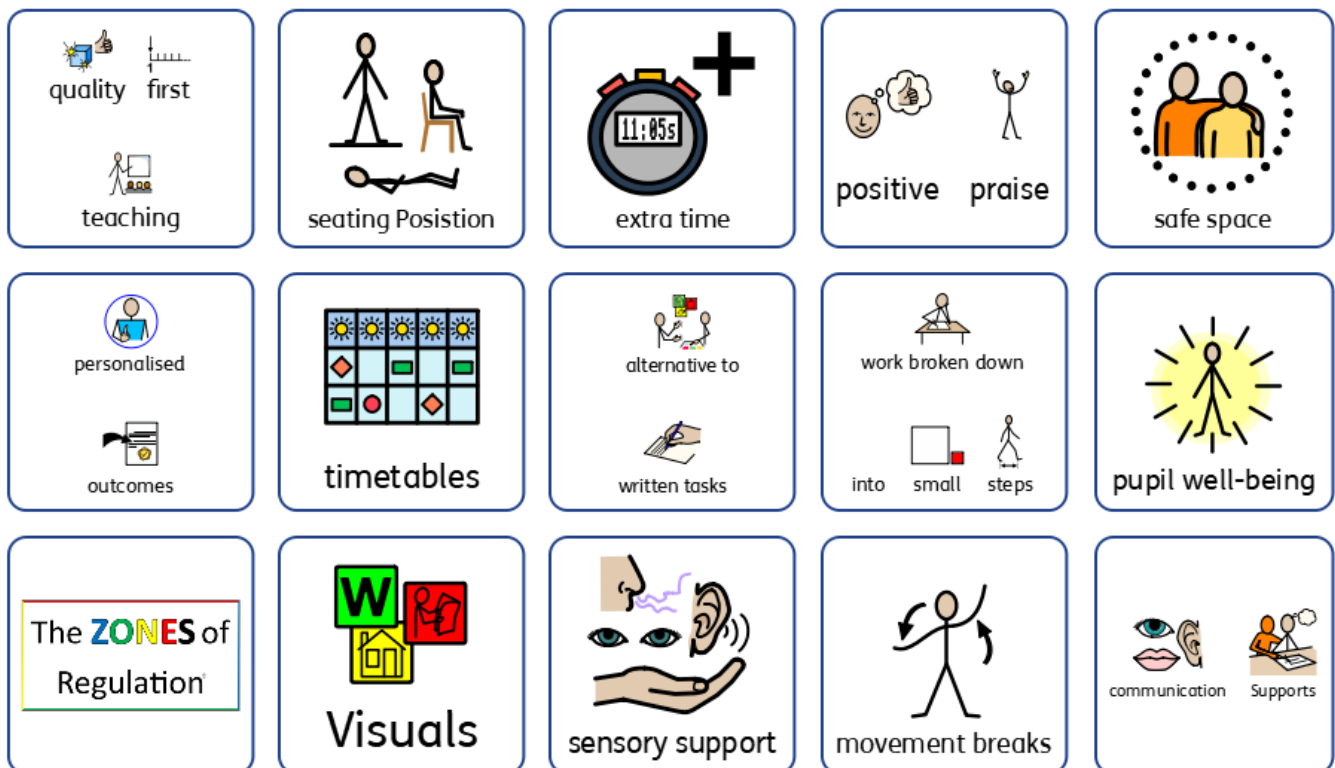 quality first
teaching
seating Posistion
11:05s
extra time
positive praise
safe space
personalised
outcomes
timetables
alternative to
written tasks
work broken down
into small steps
pupil well-being
The ZONES of
Regulation
W
Visuals
sensory support
movement breaks
communication Supports